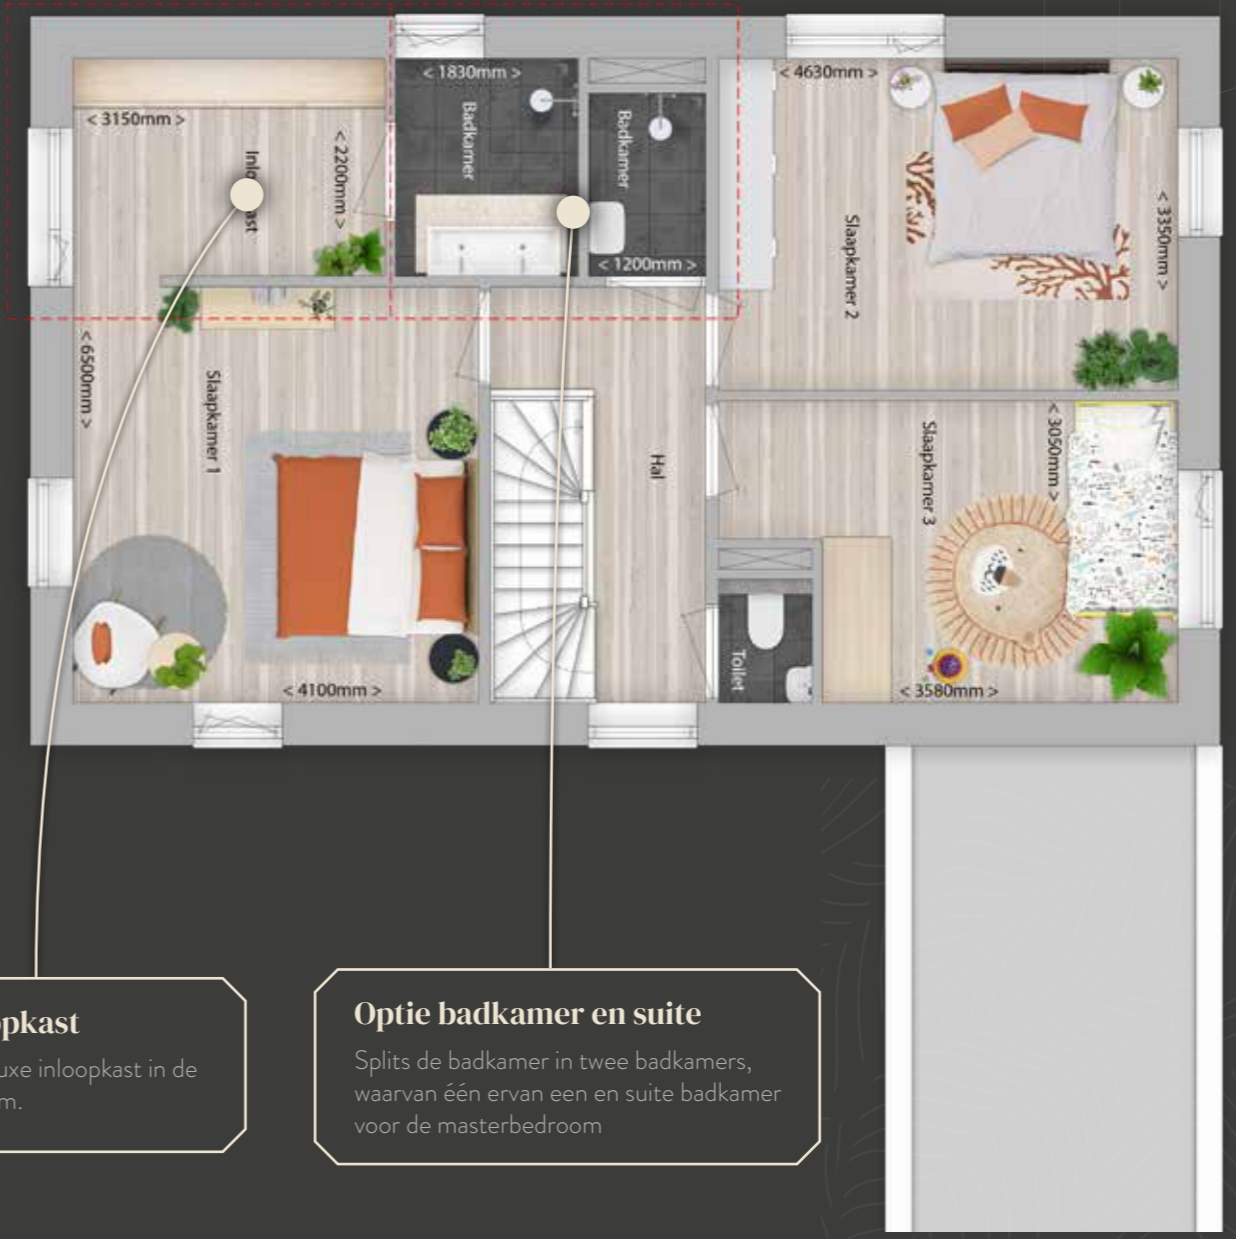 < 1830mm >
< 4630mm >
< 3150mm >
< 2200mm >
Badkamer
Badkamer
< 1200mm >
Slaapkamer 2
< 3350mm >
< 6500mm >
Slaapkamer 1
Hal
Slaapkamer 3
< 3050mm >
Toilet
< 4100mm >
< 3580mm >
Optie badkamer en suite
Splits de badkamer in twee badkamers,
waarvan één ervan een en suite badkamer
voor de masterbedroom
inloopkast in de